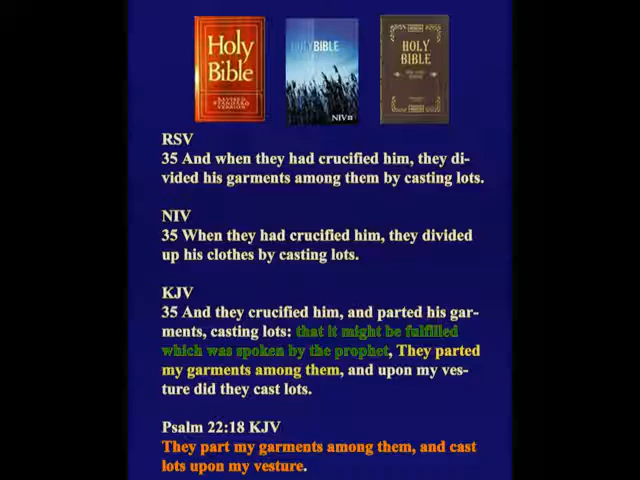 Holy
Bible
REVISED
STANDARD
VERSION
HOLY BIBLE
NIV
HOLY
BIBLE
RSV
35 And when they had crucified him, they di-
vided his garments among them by casting lots.
NIV
35 When they had crucified him, they divided
up his clothes by casting lots.
KJV
35 And they crucified him, and parted his gar-
ments, casting lots: that it might be fulfilled
which was spoken by the prophet, They parted
my garments among them, and upon my ves-
ture did they cast lots.
Psalm 22:18 KJV
They part my garments among them, and cast
lots upon my vesture.